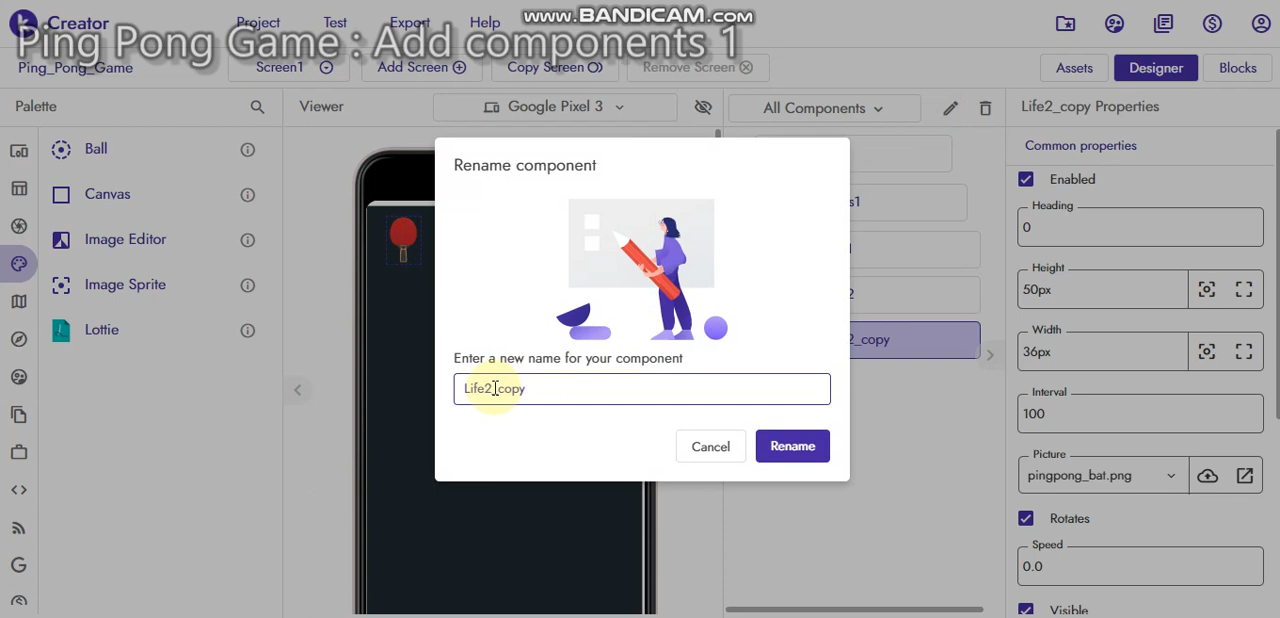 www.BANDICAM.com
Creator
Project
Test
Export
Help
Ping Pong Game : Add components 1
Ping_Pong_Game
Screen1
Add Screen
Copy Screen
Remove Screen
Assets
Designer
Blocks
Palette
Viewer
Google Pixel 3
All Components
Life2_copy Properties
Ball
Canvas
Image Editor
Image Sprite
Lottie
Rename component
Enter a new name for your component
Life2_copy
Cancel
Rename
s1
2
2_copy
Common properties
Enabled
Heading
0
Height
50px
Width
36px
Interval
100
Picture
pingpong_bat.png
Rotates
Speed
0.0
Visible